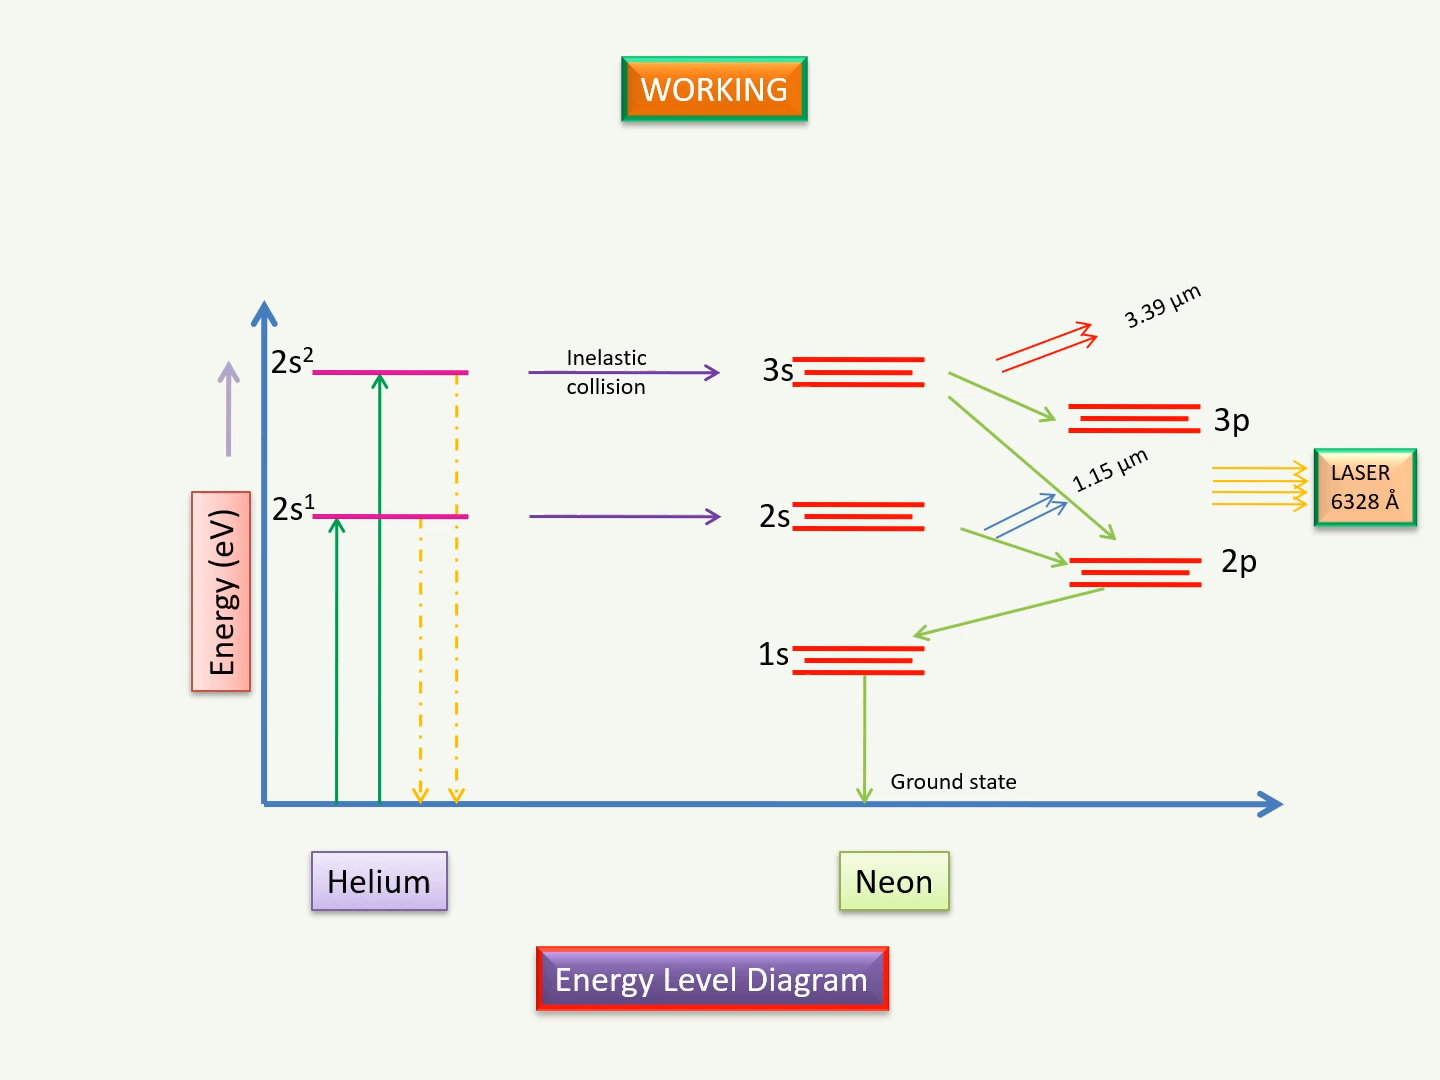 WORKING
3.39 µm
2s²
Inelastic
collision
3s
3p
1.15 µm
LASER
6328 Å
2s¹
2s
2p
Energy (eV)
1s
Ground state
Helium
Neon
Energy Level Diagram